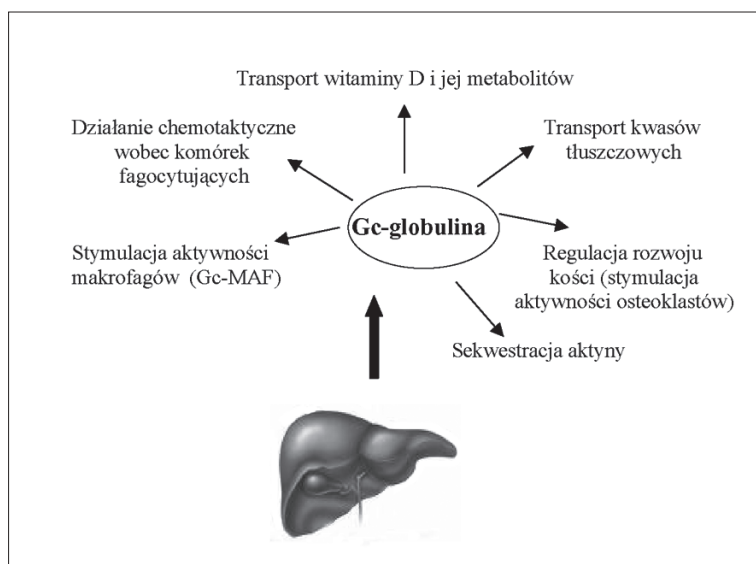 Transport witaminy D i jej metabolitów
Działanie chemotaktyczne
wobec komórek
fagocytujących
Transport kwasów
tłuszczowych
Gc-globulina
Stymulacja aktywności
makrofagów (Gc-MAF)
Regulacja rozwoju
kości (stymulacja
aktywności osteoklastów)
Sekwestracja aktyny